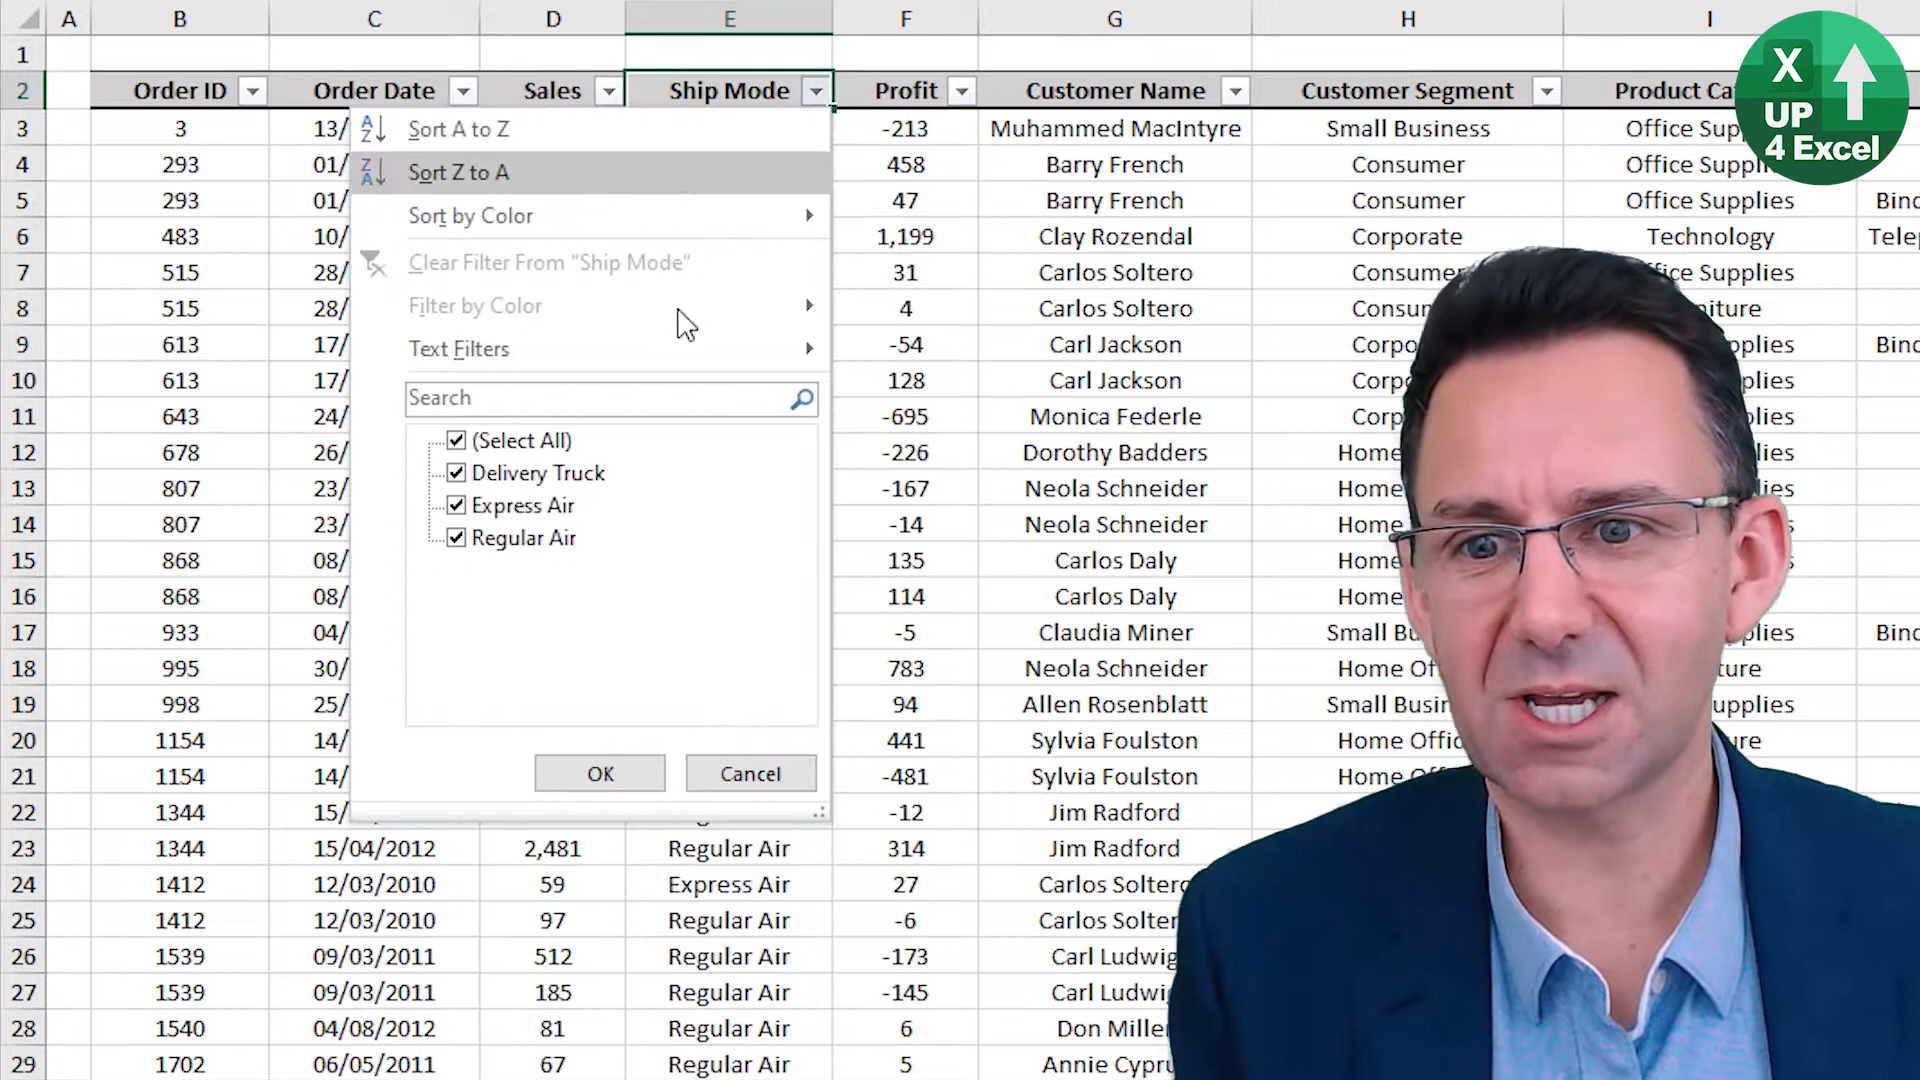 A B C D E F G H I
1
2 Order ID Order Date Sales Ship Mode Profit Customer Name Customer Segment Product Ca
X
UP
4 Excel
3 3 13/ -213 Muhammed MacIntyre Small Business Office Sup
4 293 01/ 458 Barry French Consumer Office Supplies
5 293 01/ 47 Barry French Consumer Office Supplies Binc
6 483 10/ 1,199 Clay Rozendal Corporate Technology Telep
7 515 28/ 31 Carlos Soltero Consume fice Supplies
8 515 28/ 4 Carlos Soltero Consu niture
9 613 17/ -54 Carl Jackson Corpo plies Binc
10 613 17/ 128 Carl Jackson Corp plies
11 643 24/ -695 Monica Federle Corp plies
12 678 26/ -226 Dorothy Badders Home plies
13 807 23/ -167 Neola Schneider Home lies
14 807 23/ -14 Neola Schneider Home lies
15 868 08/ 135 Carlos Daly Home lies
16 868 08/ 114 Carlos Daly Home
17 933 04/ -5 Claudia Miner Small Bu plies Binc
18 995 30/ 783 Neola Schneider Home Of ture
19 998 25/ 94 Allen Rosenblatt Small Busin upplies
20 1154 14/ 441 Sylvia Foulston Home Offic ure
21 1154 14/ -481 Sylvia Foulston Home Of upplies
22 1344 15/ -12 Jim Radford
23 1344 15/04/2012 2,481 Regular Air 314 Jim Radford
24 1412 12/03/2010 59 Express Air 27 Carlos Soltero
25 1412 12/03/2010 97 Regular Air -6 Carlos Solter
26 1539 09/03/2011 512 Regular Air -173 Carl Ludwig
27 1539 09/03/2011 185 Regular Air -145 Carl Ludwi
28 1540 04/08/2012 81 Regular Air 6 Don Mille
29 1702 06/05/2011 67 Regular Air 5 Annie Cypru
Sort A to Z
Sort Z to A
Sort by Color
Clear Filter From "Ship Mode"
Filter by Color
Text Filters
Search
(Select All)
Delivery Truck
Express Air
Regular Air
OK Cancel